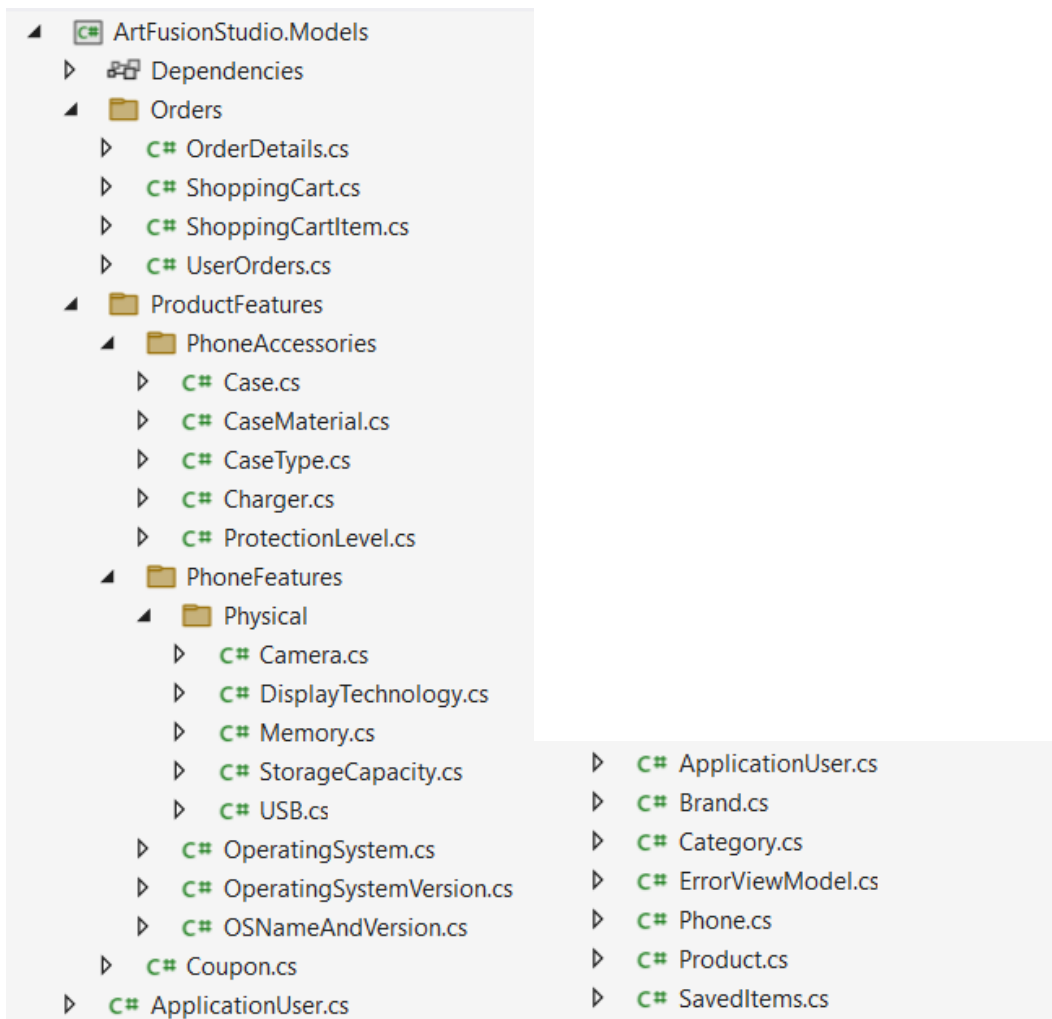 C# ArtFusionStudio.Models
Dependencies
Orders
C# OrderDetails.cs
C# ShoppingCart.cs
C# ShoppingCartItem.cs
C# UserOrders.cs
ProductFeatures
PhoneAccessories
C# Case.cs
C# CaseMaterial.cs
C# CaseType.cs
C# Charger.cs
C# ProtectionLevel.cs
PhoneFeatures
Physical
C# Camera.cs
C# DisplayTechnology.cs
C# Memory.cs
C# StorageCapacity.cs
C# USB.cs
C# OperatingSystem.cs
C# OperatingSystemVersion.cs
C# OSNameAndVersion.cs
C# Coupon.cs
C# ApplicationUser.cs
C# ApplicationUser.cs
C# Brand.cs
C# Category.cs
C# ErrorViewModel.cs
C# Phone.cs
C# Product.cs
C# SavedItems.cs